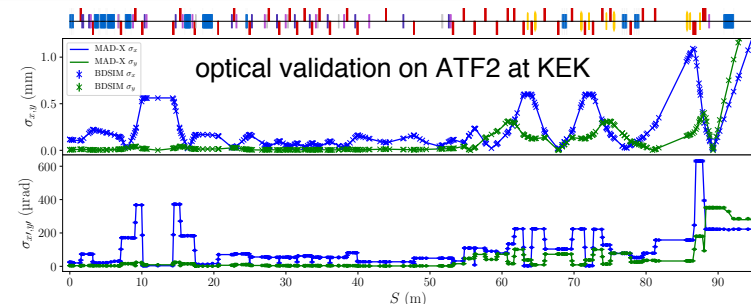 MAD-X σx
MAD-X σy
BDSIM σx
BDSIM σy
optical validation on ATF2 at KEK
σx,y (mm)
1.0
0.5
0.0
σx′,y′ (μrad)
600
400
200
0
0 10 20 30 40 50 60 70 80 90
S (m)